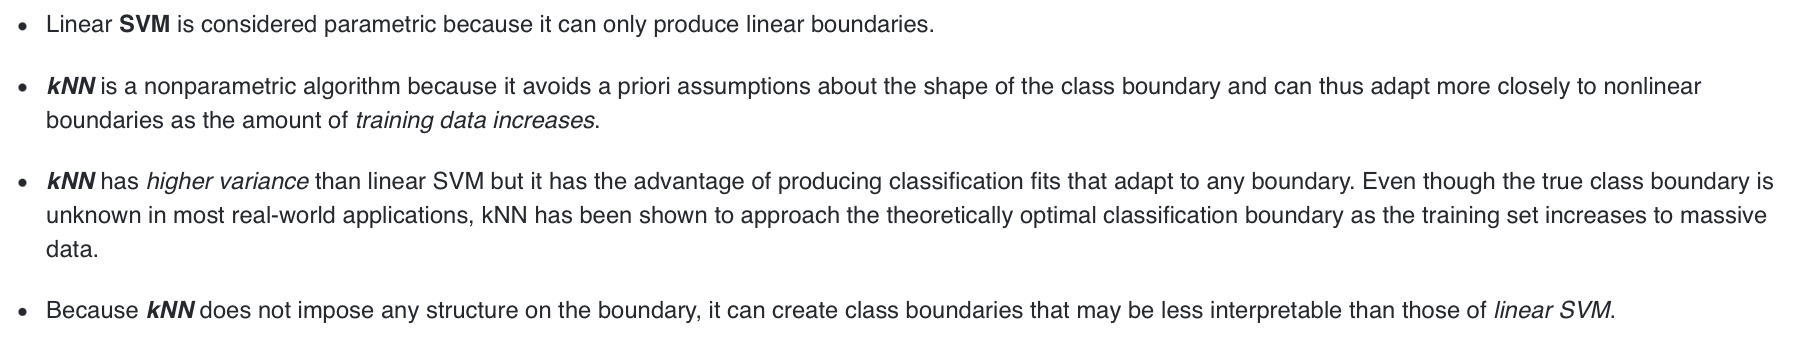 • Linear SVM is considered parametric because it can only produce linear boundaries.
• kNN is a nonparametric algorithm because it avoids a priori assumptions about the shape of the class boundary and can thus adapt more closely to nonlinear
boundaries as the amount of training data increases.
• kNN has higher variance than linear SVM but it has the advantage of producing classification fits that adapt to any boundary. Even though the true class boundary is
unknown in most real-world applications, kNN has been shown to approach the theoretically optimal classification boundary as the training set increases to massive
data.
• Because kNN does not impose any structure on the boundary, it can create class boundaries that may be less interpretable than those of linear SVM.